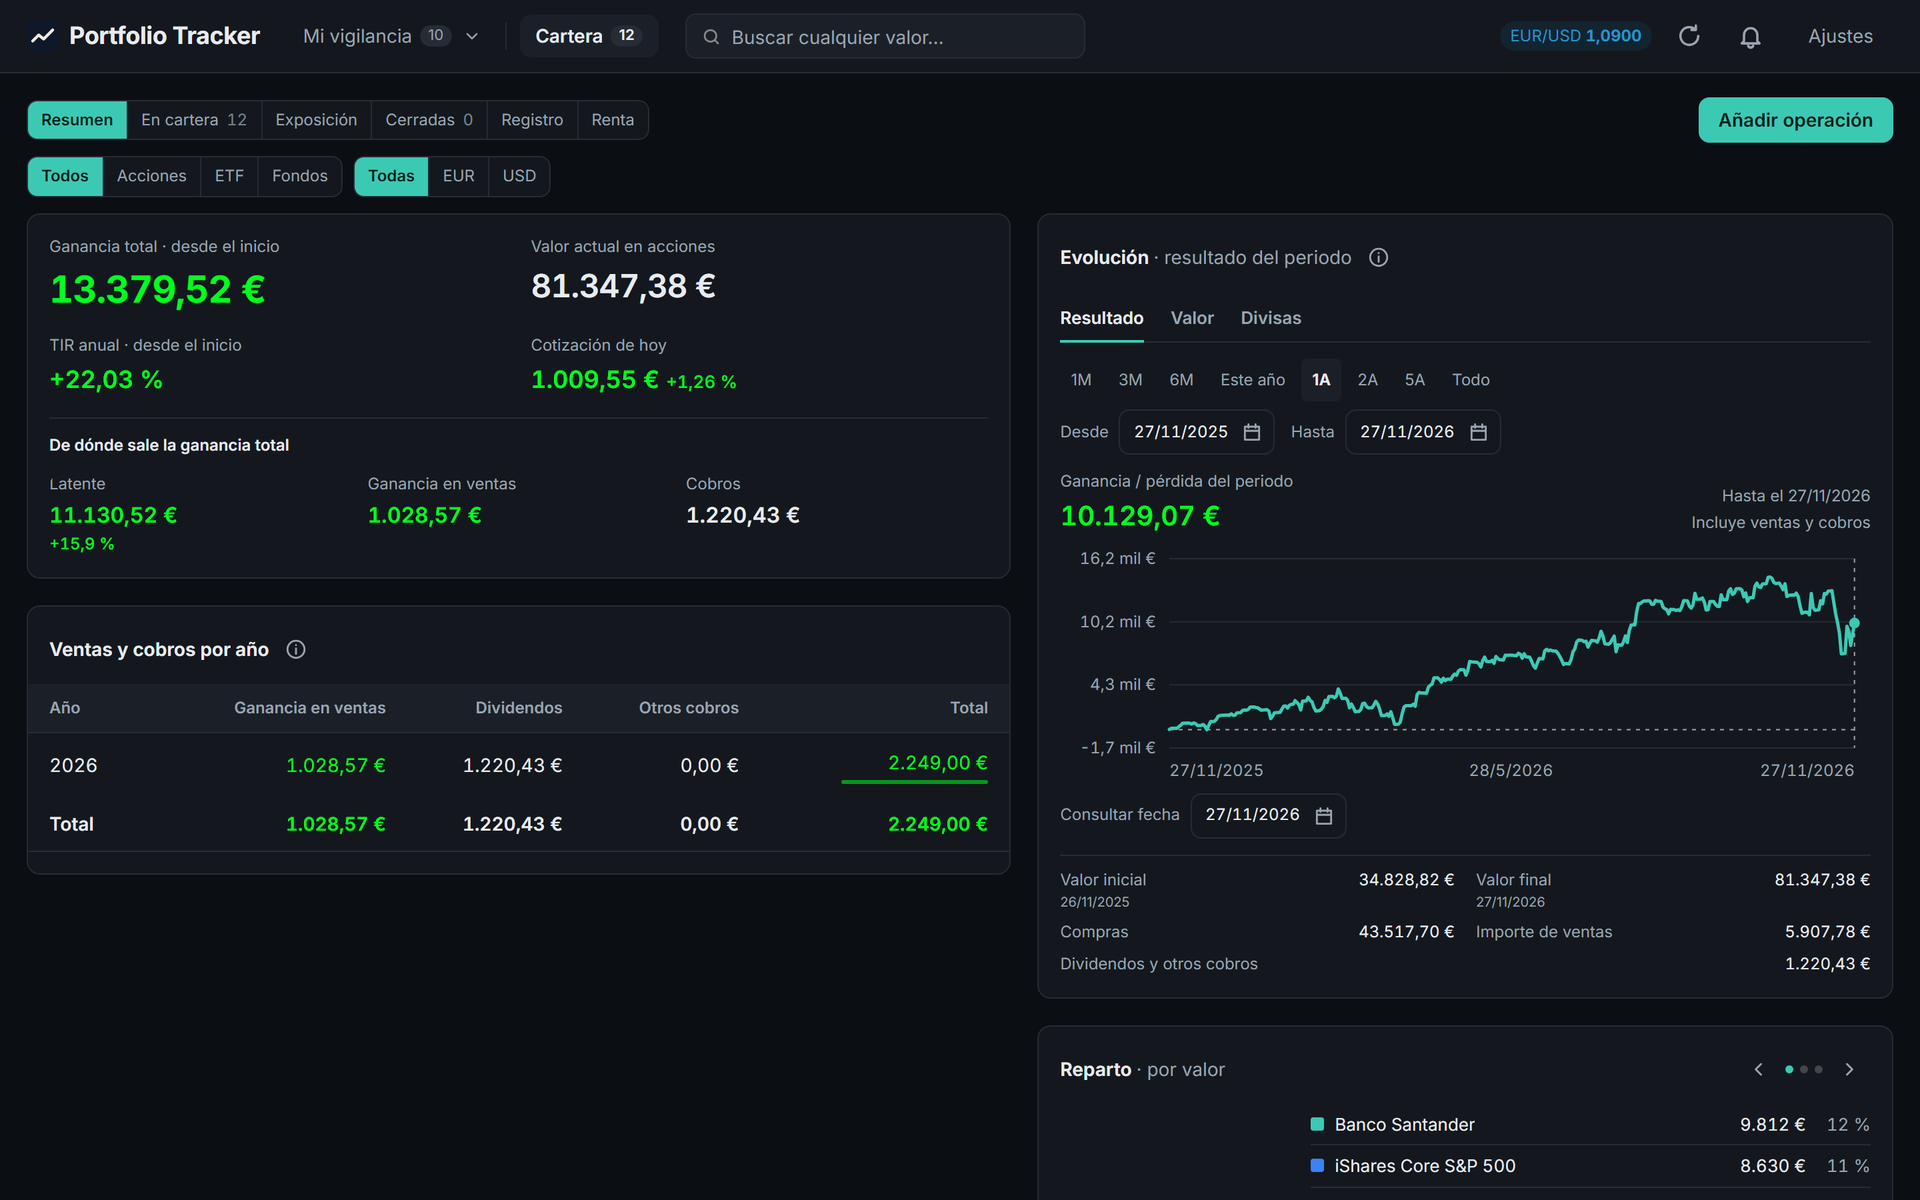 Portfolio Tracker
Mi vigilancia 10
Cartera 12
Buscar cualquier valor...
EUR/USD 1,0900
Ajustes
Resumen
En cartera 12
Exposición
Cerradas 0
Registro
Renta
Añadir operación
Todos
Acciones
ETF
Fondos
Todas
EUR
USD
Ganancia total · desde el inicio
13.379,52 €
Valor actual en acciones
81.347,38 €
TIR anual · desde el inicio
+22,03 %
Cotización de hoy
1.009,55 € +1,26 %
De dónde sale la ganancia total
Latente
11.130,52 €
+15,9 %
Ganancia en ventas
1.028,57 €
Cobros
1.220,43 €
Ventas y cobros por año
Año Ganancia en ventas Dividendos Otros cobros Total
2026 1.028,57 € 1.220,43 € 0,00 € 2.249,00 €
Total 1.028,57 € 1.220,43 € 0,00 € 2.249,00 €
Evolución · resultado del periodo
Resultado Valor Divisas
1M 3M 6M Este año 1A 2A 5A Todo
Desde 27/11/2025 Hasta 27/11/2026
Ganancia / pérdida del periodo
10.129,07 €
Hasta el 27/11/2026
Incluye ventas y cobros
16,2 mil €
10,2 mil €
4,3 mil €
-1,7 mil €
27/11/2025 28/5/2026 27/11/2026
Consultar fecha 27/11/2026
Valor inicial 34.828,82 €
26/11/2025
Valor final 81.347,38 €
27/11/2026
Compras 43.517,70 €
Importe de ventas 5.907,78 €
Dividendos y otros cobros 1.220,43 €
Reparto · por valor
Banco Santander 9.812 € 12 %
iShares Core S&P 500 8.630 € 11 %